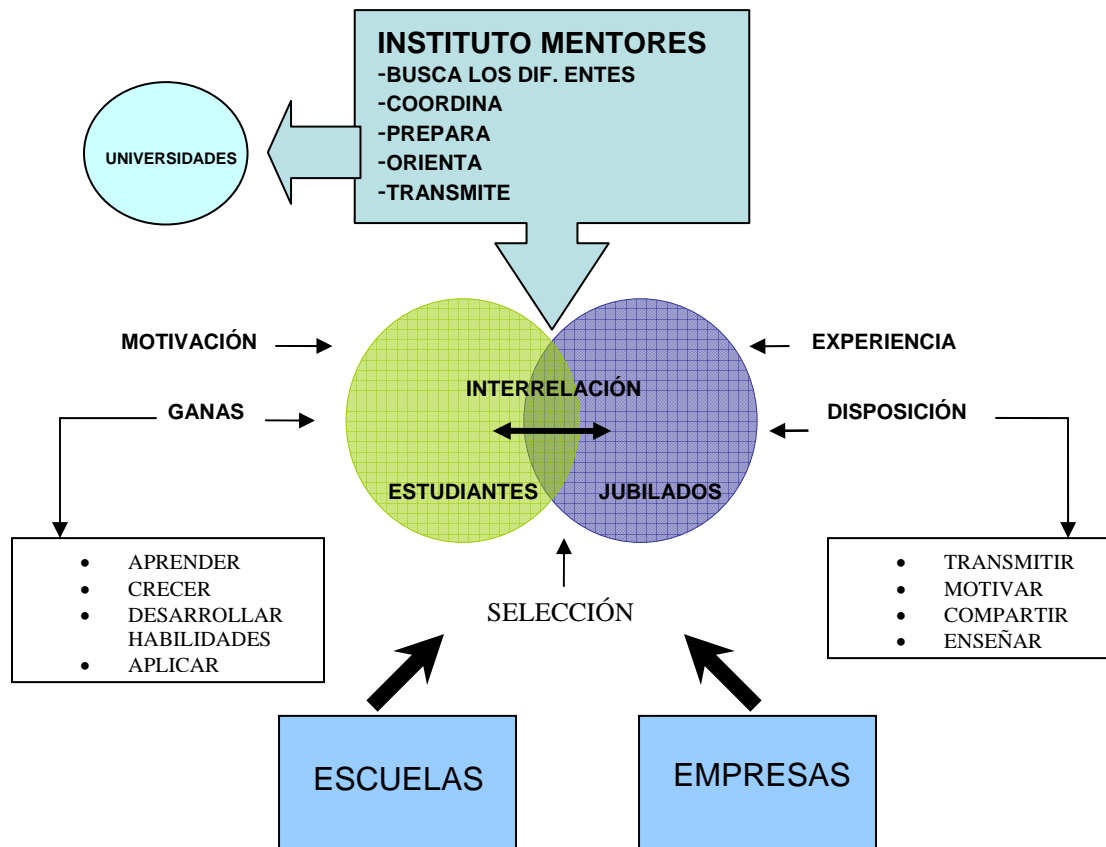 INSTITUTO MENTORES
-BUSCA LOS DIF. ENTES
-COORDINA
-PREPARA
-ORIENTA
-TRANSMITE
UNIVERSIDADES
MOTIVACIÓN
EXPERIENCIA
INTERRELACIÓN
GANAS
DISPOSICIÓN
ESTUDIANTES
JUBILADOS
• APRENDER
• CRECER
• DESARROLLAR
HABILIDADES
• APLICAR
• TRANSMITIR
• MOTIVAR
• COMPARTIR
• ENSEÑAR
SELECCIÓN
ESCUELAS
EMPRESAS